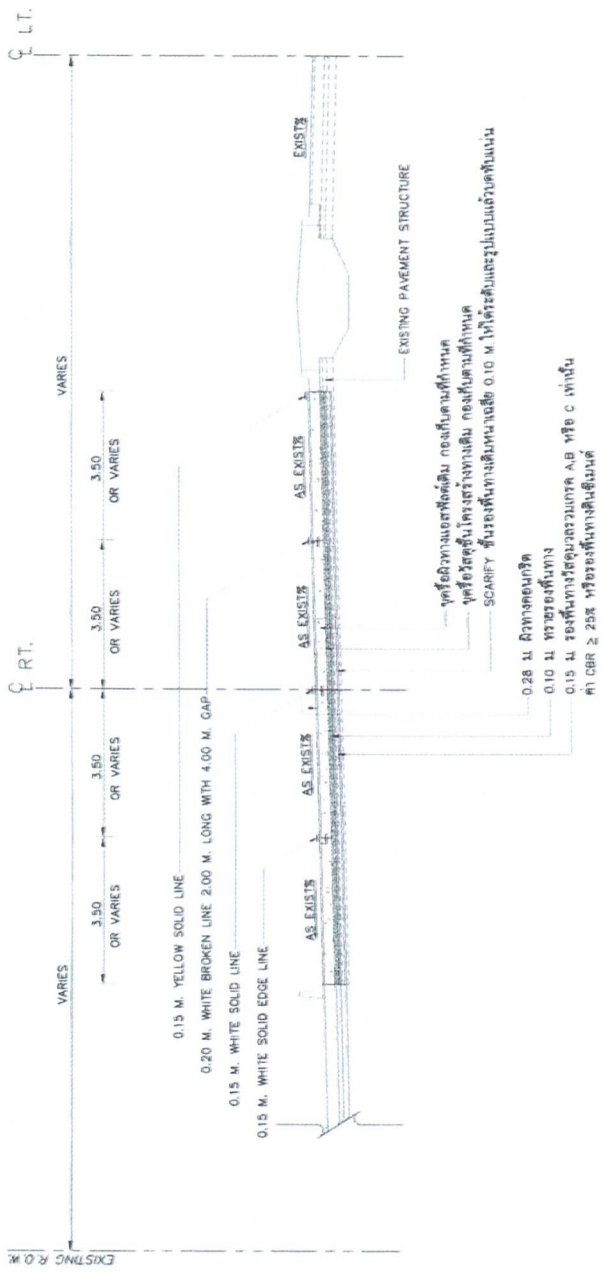 ℄ RT.
℄ LT.
VARIES
VARIES
3.50
OR VARIES
3.50
OR VARIES
3.50
OR VARIES
3.50
OR VARIES
0.15 M. YELLOW SOLID LINE
0.20 M. WHITE BROKEN LINE 2.00 M. LONG WITH 4.00 M. GAP
0.15 M. WHITE SOLID LINE
0.15 M. WHITE SOLID EDGE LINE
EXISTING R.O.W.
AS EXIST%
AS EXIST%
AS EXIST%
AS EXIST%
EXIST%
EXISTING PAVEMENT STRUCTURE
ขุดรื้อผิวทางแอสฟัลต์เดิม กองเก็บตามที่กำหนด
ขุดรื้อวัสดุชั้นโครงสร้างทางเดิม กองเก็บตามที่กำหนด
SCARIFY ชั้นรองพื้นทางเดิมหนาเฉลี่ย 0.10 M. ให้ได้ระดับและรูปแบบแล้วบดทับแน่น
0.28 ม. ผิวทางคอนกรีต
0.10 ม. ทรายรองพื้นทาง
0.15 ม. รองพื้นทางวัสดุมวลรวมเกรด A,B หรือ C เท่านั้น
ค่า CBR ≥ 25% หรือรองพื้นทางดินซีเมนต์